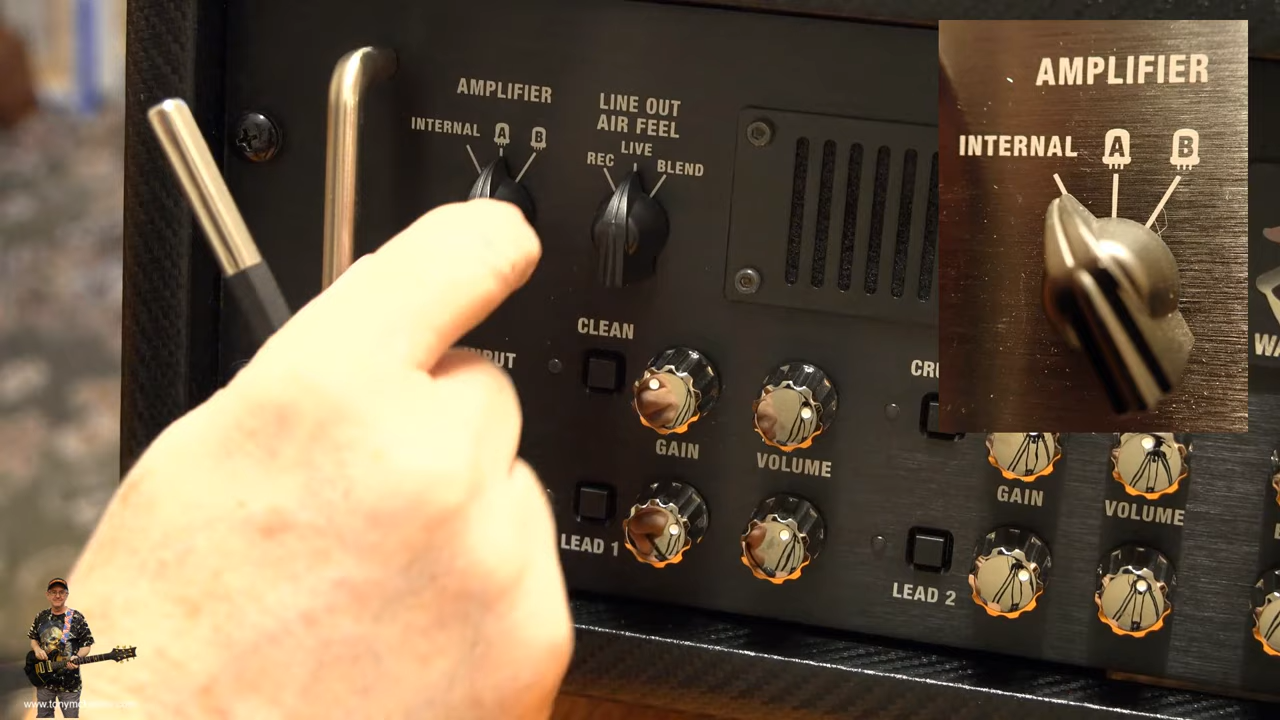 AMPLIFIER
INTERNAL A B
LINE OUT
AIR FEEL
LIVE
REC BLEND
AMPLIFIER
INTERNAL A B
CLEAN
GAIN
VOLUME
GAIN
VOLUME
LEAD 1
LEAD 2